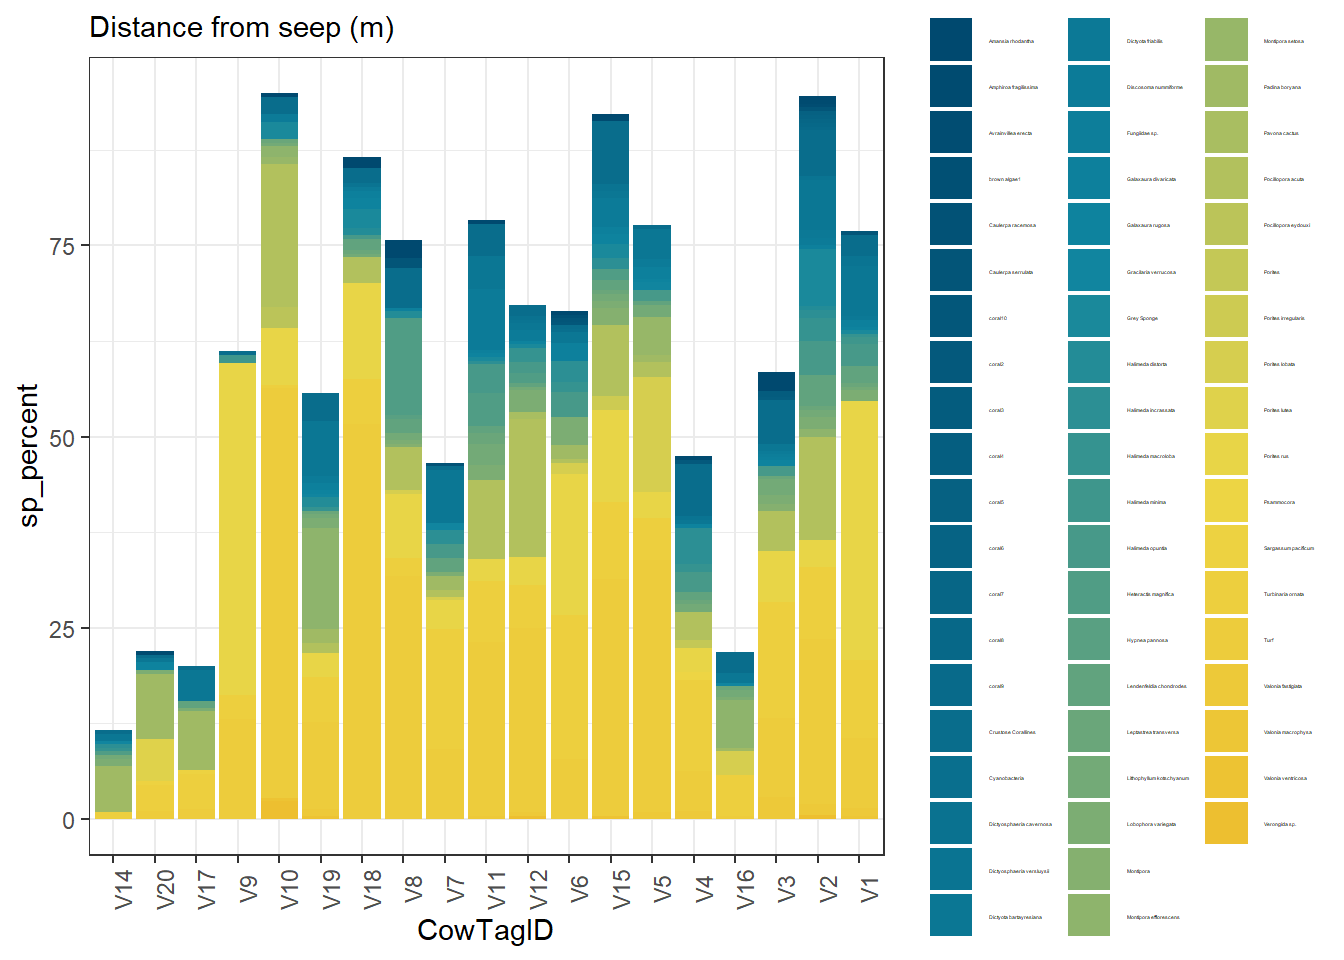 Distance from seep (m)
sp_percent
75
50
25
0
V14
V20
V17
V9
V10
V19
V18
V8
V7
V11
V12
V6
V15
V5
V4
V16
V3
V2
V1
CowTagID
Amansia rhodantha
Amphiroa fragilissima
Avrainvillea erecta
brown algae1
Caulerpa racemosa
Caulerpa serrulata
coral10
coral2
coral3
coral4
coral5
coral6
coral7
coral8
coral9
Crustose Corallines
Cyanobacteria
Dictyosphaeria cavernosa
Dictyosphaeria versluysii
Dictyota bartayresiana
Dictyota friabilis
Discosoma nummiforme
Fungiidae sp.
Galaxaura divaricata
Galaxaura rugosa
Gracilaria verrucosa
Grey Sponge
Halimeda distorta
Halimeda incrassata
Halimeda macroloba
Halimeda minima
Halimeda opuntia
Heteractis magnifica
Hypnea pannosa
Lendenfeldia chondrodes
Leptastrea transversa
Lithophyllum kotschyanum
Lobophora variegata
Montipora
Montipora efflorescens
Montipora setosa
Padina boryana
Pavona cactus
Pocillopora acuta
Pocillopora eydouxi
Porites
Porites irregularis
Porites lobata
Porites lutea
Porites rus
Psammocora
Sargassum pacificum
Turbinaria ornata
Turf
Valonia fastigiata
Valonia macrophysa
Valonia ventricosa
Verongida sp.